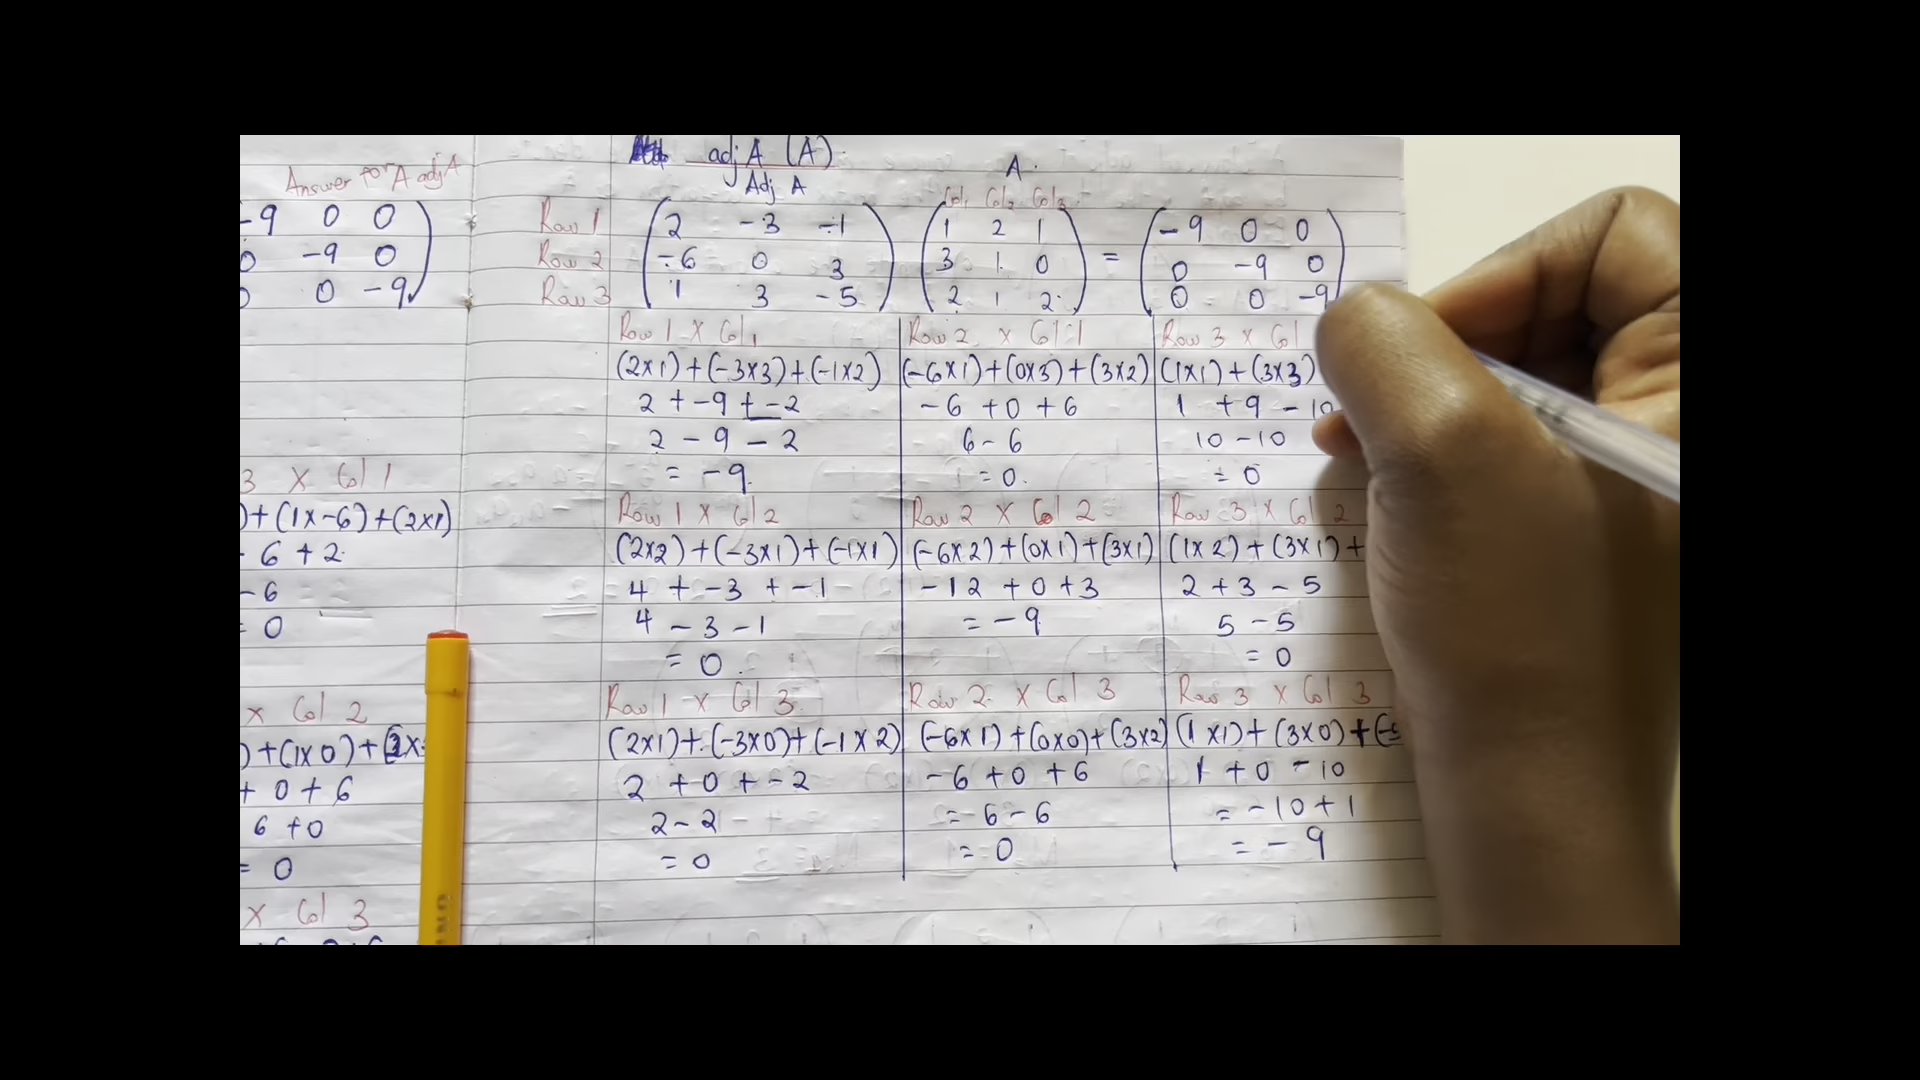 Answer for A adj A
-9 0 0
0 -9 0
0 0 -9
3 x Col 1
)+(1x-6)+(2x1)
- 6 + 2
-6
= 0
x Col 2
)+(1x0)+(2x
+ 0 + 6
6 + 0
= 0
x Col 3
adj A (A)
Adj A
A
Col1 Col2 Col3
Row 1 2 -3 -1 1 2 1 -9 0 0
Row 2 -6 0 3 3 1 0 = 0 -9 0
Row 3 1 3 -5 2 1 2 0 0 -9
Row 1 x Col 1
(2x1)+(-3x3)+(-1x2)
2 + -9 + -2
2 - 9 - 2
= -9
Row 2 x Col 1
(-6x1)+(0x3)+(3x2)
-6 +0 +6
6-6
= 0
Row 3 x Col
(1x1)+(3x3)
1 +9 -10
10-10
= 0
Row 1 x Col 2
(2x2)+(-3x1)+(-1x1)
4 + -3 + -1
4 - 3 - 1
= 0
Row 2 x Col 2
(-6x2)+(0x1)+(3x1)
-12 +0 +3
= -9
Row 3 x Col 2
(1x2)+(3x1)+
2 +3 - 5
5 - 5
= 0
Row 1 x Col 3
(2x1)+(-3x0)+(-1x2)
2 +0 + -2
2-2
= 0
Row 2 x Col 3
(-6x1)+(0x0)+(3x2)
-6 +0 +6
= 6-6
= 0
Row 3 x Col 3
(1x1)+(3x0)+(-5
1 +0 -10
= -10+1
= -9